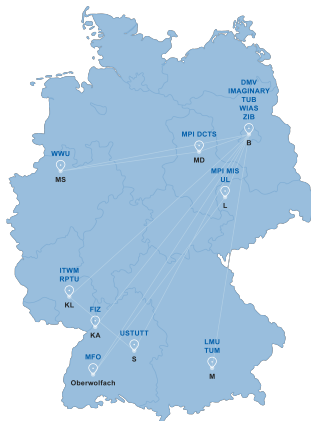 DMV
IMAGINARY
TUB
WIAS
ZIB
B
MPI DCTS
MD
WWU
MS
MPI MIS
UL
L
ITWM
RPTU
KL
FIZ
KA
USTUTT
S
LMU
TUM
M
MFO
Oberwolfach